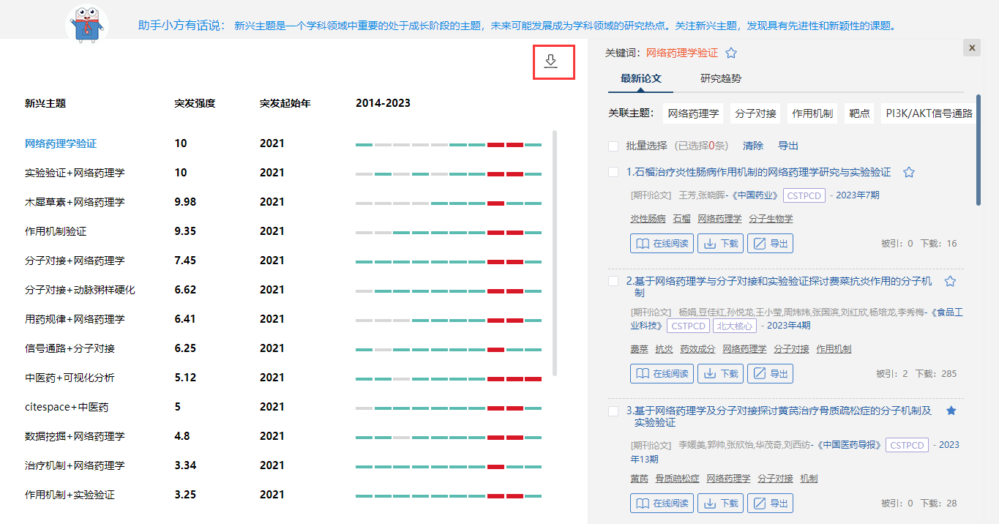 助手小方有话说： 新兴主题是一个学科领域中重要的处于成长阶段的主题，未来可能发展成为学科领域的研究热点。关注新兴主题，发现具有先进性和新颖性的课题。
新兴主题 突发强度 突发起始年 2014-2023
网络药理学验证 10 2021
实验验证+网络药理学 10 2021
木犀草素+网络药理学 9.98 2021
作用机制验证 9.35 2021
分子对接+网络药理学 7.45 2021
分子对接+动脉粥样硬化 6.62 2021
用药规律+网络药理学 6.41 2021
信号通路+分子对接 6.25 2021
中医药+可视化分析 5.12 2021
citespace+中医药 5 2021
数据挖掘+网络药理学 4.8 2021
治疗机制+网络药理学 3.34 2021
作用机制+实验验证 3.25 2021
关键词：网络药理学验证
x
最新论文 研究趋势
关联主题： 网络药理学 分子对接 作用机制 靶点 PI3K/AKT信号通路
批量选择 (已选择0条) 清除 导出
1.石榴治疗炎性肠病作用机制的网络药理学研究与实验验证
[期刊论文] 王芳,张晓晖-《中国药业》 CSTPCD - 2023年7期
炎性肠病 石榴 网络药理学 分子生物学
在线阅读 下载 导出 被引：0 下载：16
2.基于网络药理学与分子对接和实验验证探讨费菜抗炎作用的分子机
制
[期刊论文] 杨娟,豆佳红,孙悦龙,王小莹,周炜炜,张国滨,刘红欣,杨培龙,李秀梅-《食品工
业科技》 CSTPCD 北大核心 - 2023年4期
费菜 抗炎 药效成分 网络药理学 分子对接 作用机制
在线阅读 下载 导出 被引：2 下载：285
3.基于网络药理学及分子对接探讨黄芪治疗骨质疏松症的分子机制及
实验验证
[期刊论文] 李媛美,郭帅,张欣怡,华茂奇,刘西纺-《中国医药导报》 CSTPCD - 2023
年13期
黄芪 骨质疏松症 网络药理学 分子对接 机制
在线阅读 下载 导出 被引：0 下载：28